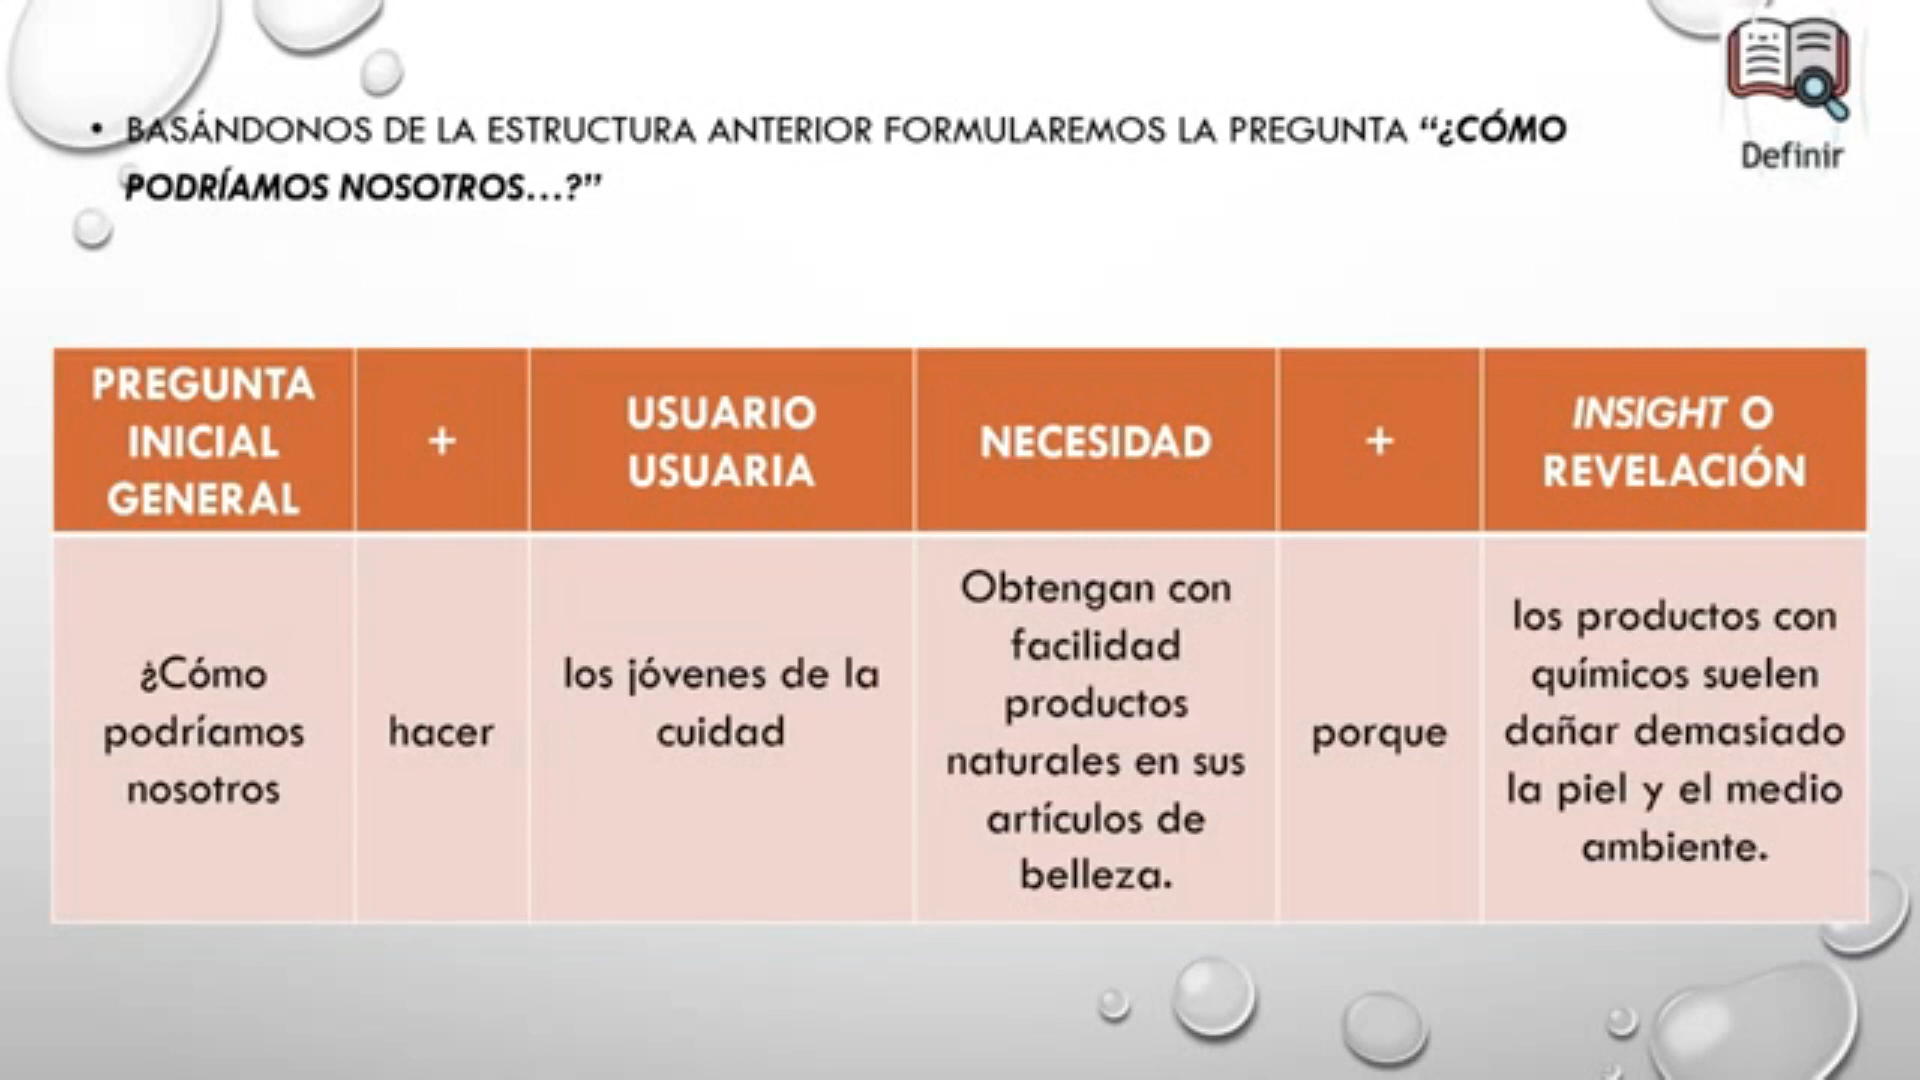 • BASÁNDONOS DE LA ESTRUCTURA ANTERIOR FORMULAREMOS LA PREGUNTA “¿CÓMO
PODRÍAMOS NOSOTROS...?”
Definir
PREGUNTA
INICIAL
GENERAL
+
USUARIO
USUARIA
NECESIDAD
+
INSIGHT O
REVELACIÓN
¿Cómo
podríamos
nosotros
hacer
los jóvenes de la
cuidad
Obtengan con
facilidad
productos
naturales en sus
artículos de
belleza.
porque
los productos con
químicos suelen
dañar demasiado
la piel y el medio
ambiente.